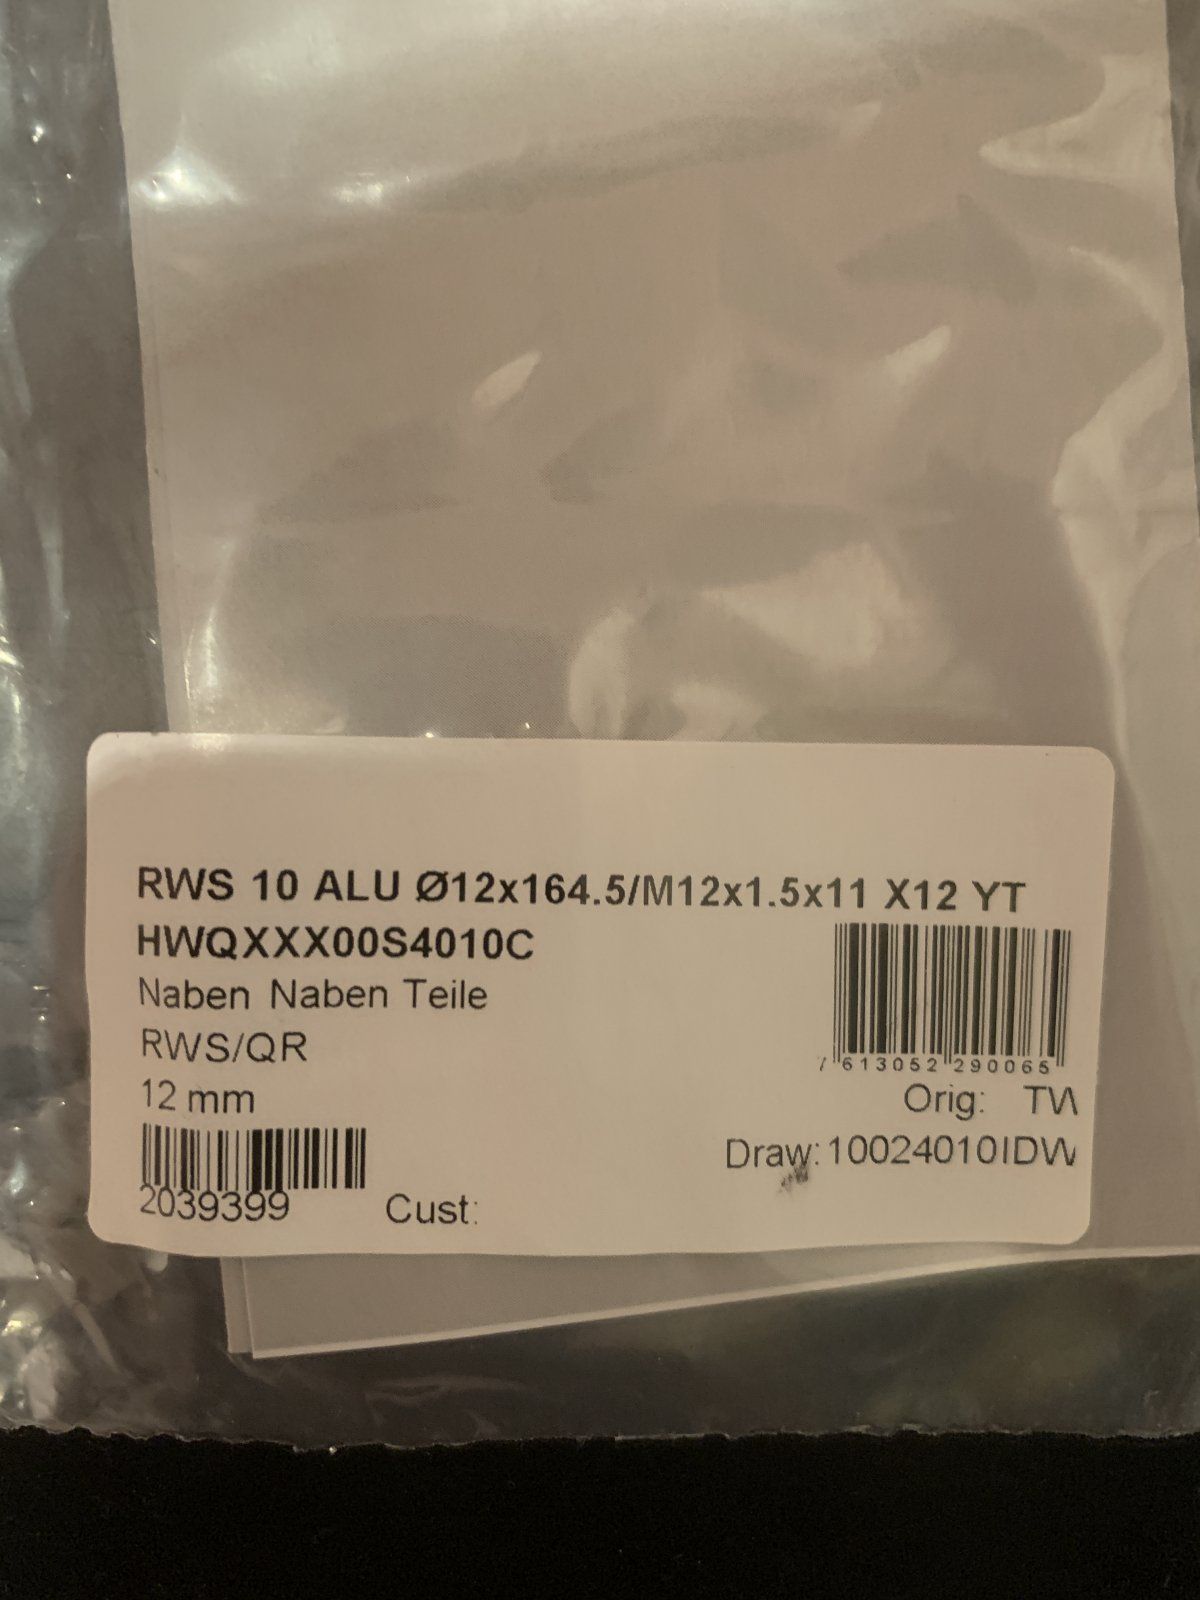 RWS 10 ALU Ø12x164.5/M12x1.5x11 X12 YT
HWQXXX00S4010C
Naben Naben Teile
RWS/QR
12 mm
7 613052 290065
Orig: TW
Draw:10024010IDW
2039399
Cust: